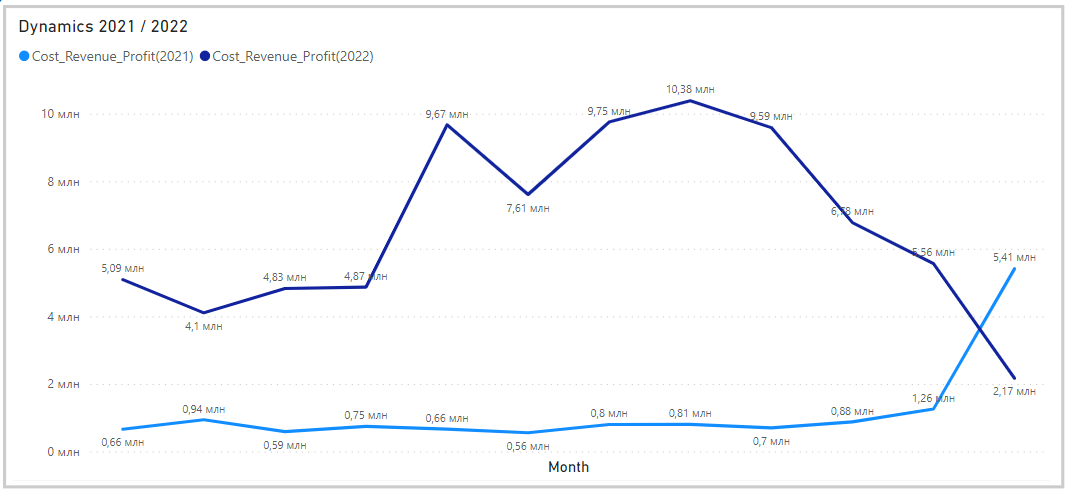 Dynamics 2021 / 2022
Cost_Revenue_Profit(2021) Cost_Revenue_Profit(2022)
10,38 млн
9,67 млн 9,75 млн 9,59 млн
10 млн
8 млн
7,61 млн
6,78 млн
6 млн
5,56 млн
5,41 млн
5,09 млн
4,83 млн 4,87 млн
4,1 млн
4 млн
2 млн
2,17 млн
1,26 млн
0,94 млн 0,75 млн 0,66 млн 0,8 млн 0,81 млн 0,88 млн
0,66 млн 0,59 млн 0,56 млн 0,7 млн
0 млн
Month